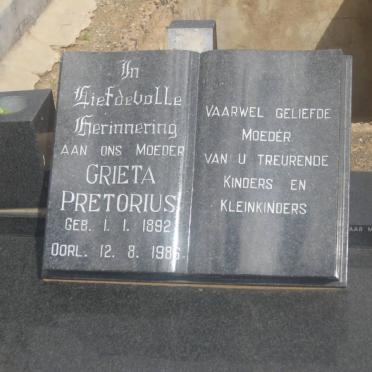 In
Liefdevolle
Herinnering
AAN ONS MOEDER
GRIETA
PRETORIUS
GEB. 1. 1. 1892
OORL. 12. 8. 1986
VAARWEL GELIEFDE
MOEDER
VAN U TREURENDE
KINDERS EN
KLEINKINDERS